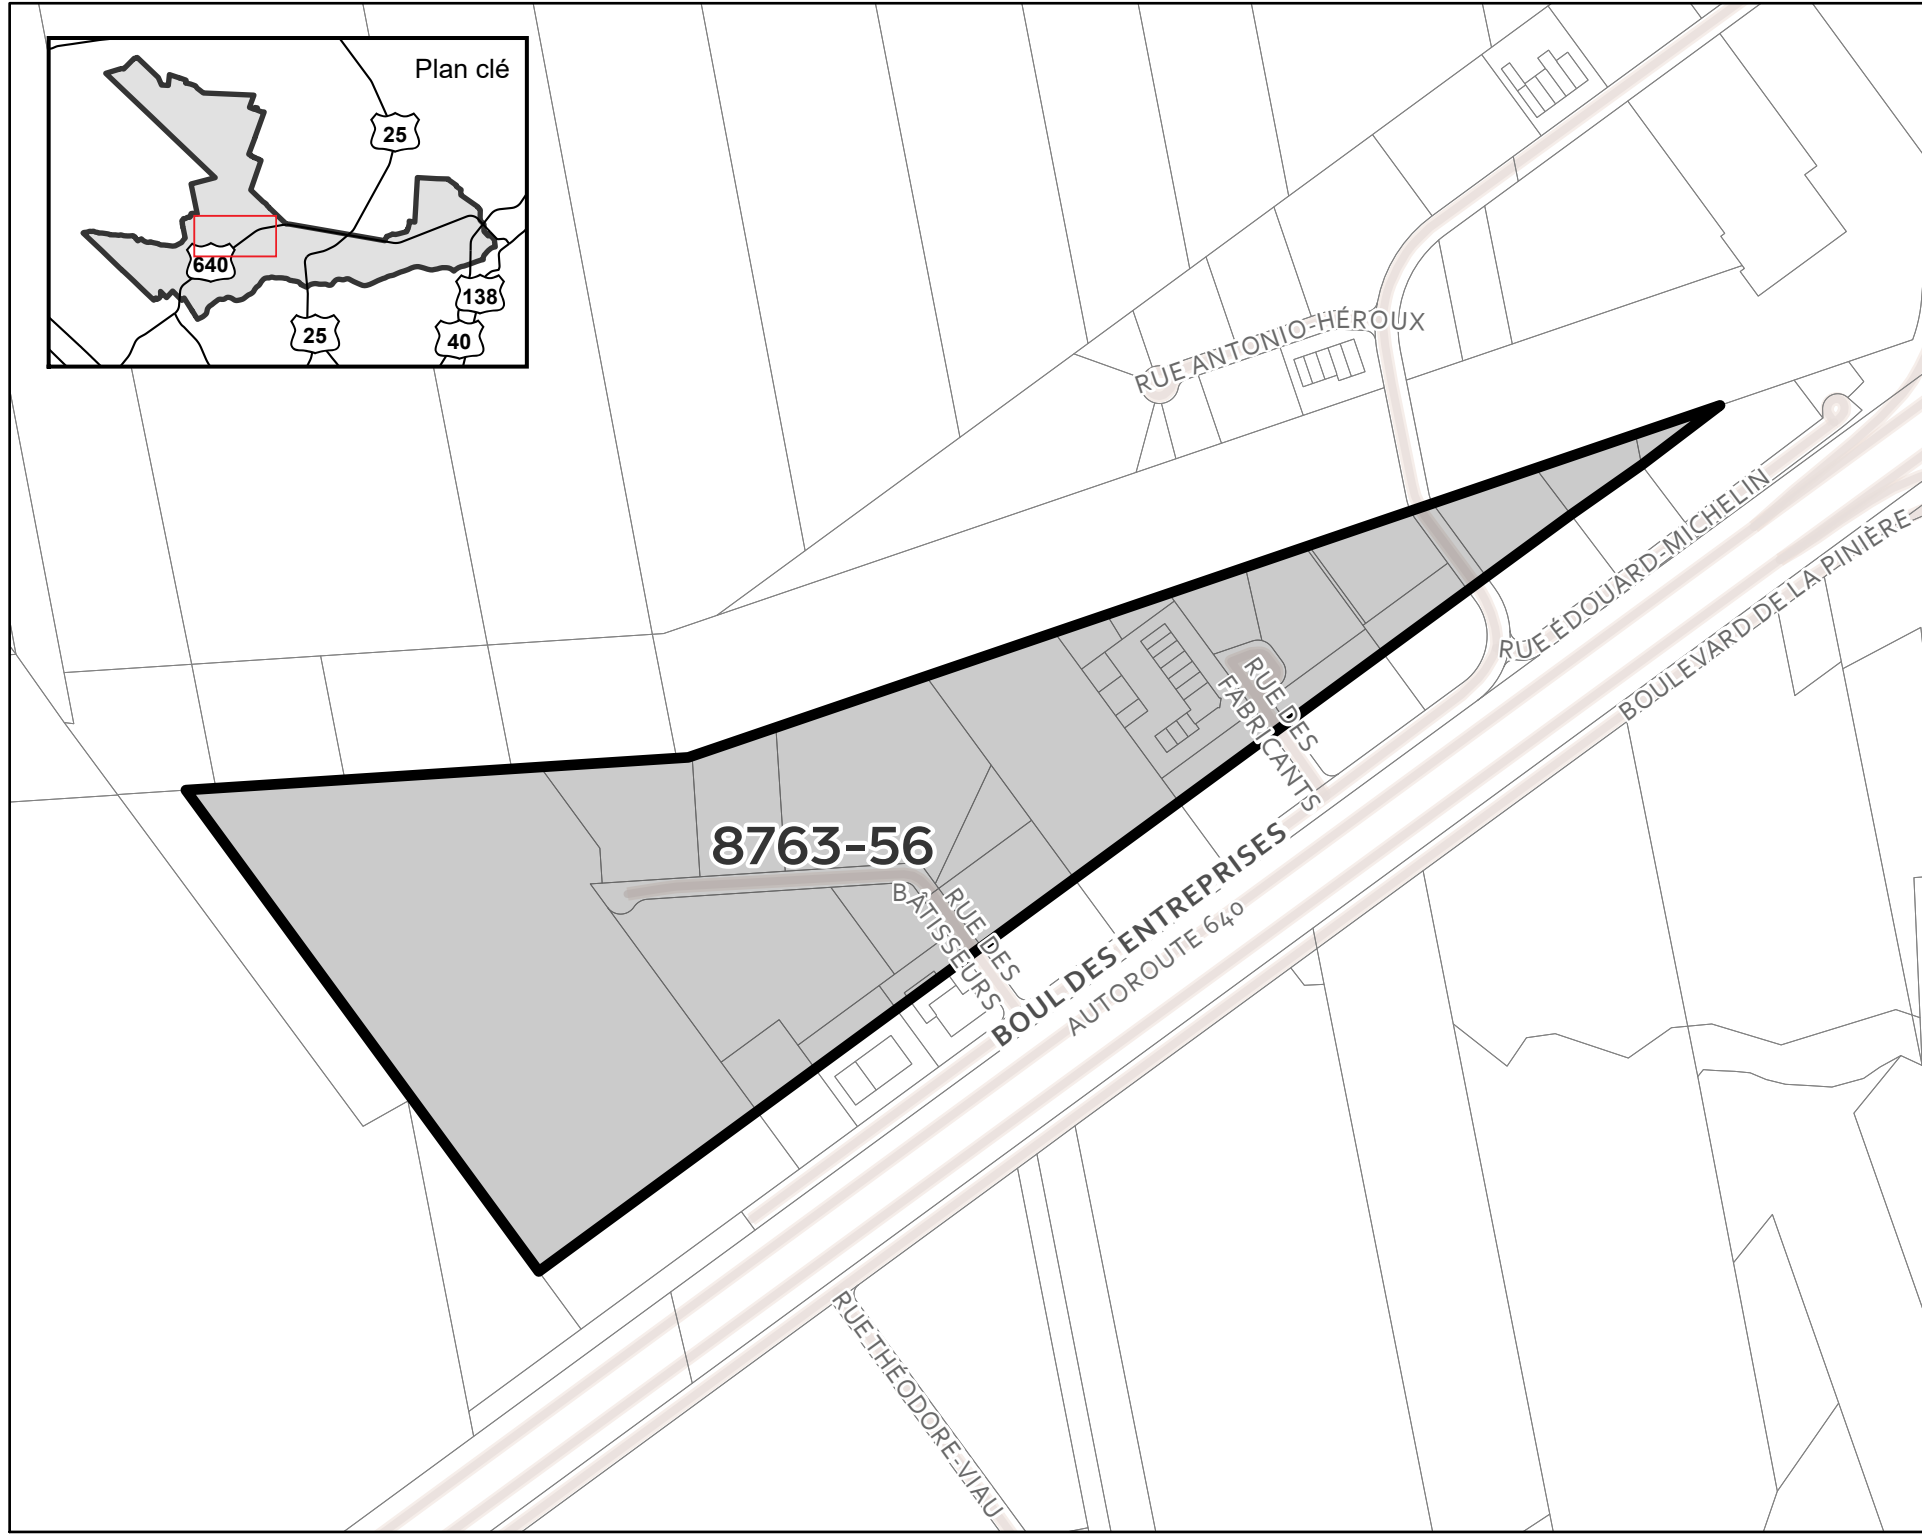 Plan clé
25
640
138
25
40
RUE ANTONIO-HÉROUX
RUE ÉDOUARD-MICHELIN
BOULEVARD DE LA PINIÈRE
RUE DES
FABRICANTS
8763-56
RUE DES
BÂTISSEURS
BOUL DES ENTREPRISES
AUTOROUTE 640
RUE THÉODORE-VIAU